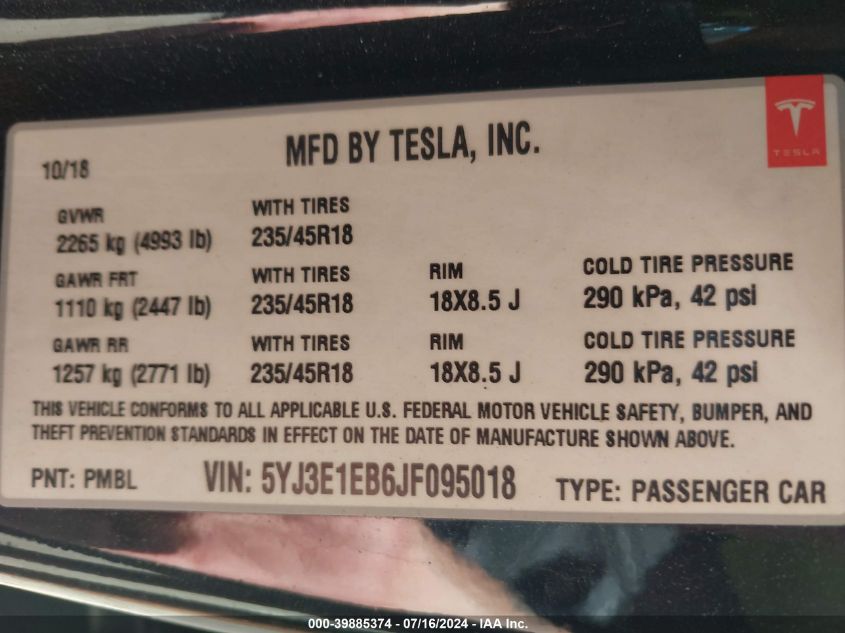 TESLA
MFD BY TESLA, INC.
10/18
GVWR WITH TIRES
2265 kg (4993 lb) 235/45R18
GAWR FRT WITH TIRES RIM COLD TIRE PRESSURE
1110 kg (2447 lb) 235/45R18 18X8.5 J 290 kPa, 42 psi
GAWR RR WITH TIRES RIM COLD TIRE PRESSURE
1257 kg (2771 lb) 235/45R18 18X8.5 J 290 kPa, 42 psi
THIS VEHICLE CONFORMS TO ALL APPLICABLE U.S. FEDERAL MOTOR VEHICLE SAFETY, BUMPER, AND
THEFT PREVENTION STANDARDS IN EFFECT ON THE DATE OF MANUFACTURE SHOWN ABOVE.
PNT: PMBL VIN: 5YJ3E1EB6JF095018 TYPE: PASSENGER CAR
000-39885374 / 07/16/2024 - IAA Inc.